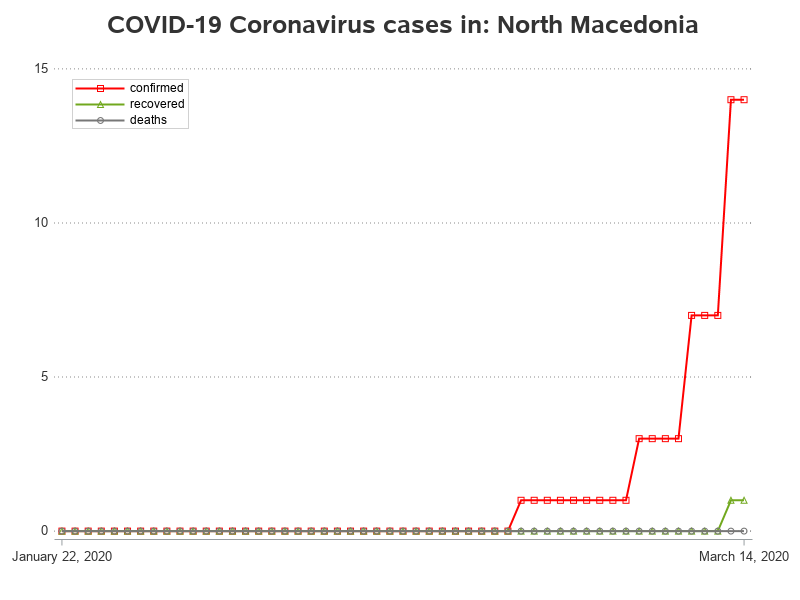 COVID-19 Coronavirus cases in: North Macedonia
15
confirmed
recovered
deaths
10
5
0
January 22, 2020 March 14, 2020